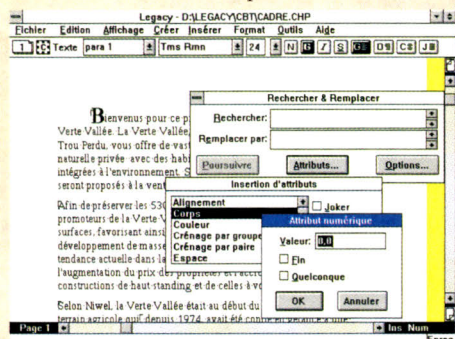 Legacy - D:\LEGACY\CBT\CADRE.CHP
Fichier Edition Affichage Créer Insérer Format Outils Aide
Texte para 1 Tms Rmn 24 N G I S
Bienvenus pour ce p
Verte Vallée. La Verte Vallée,
Trou Perdu, vous offre de vast
naturelle privée avec des habi
intégrées à l'environnement. S
seront proposés à la vent
Rechercher & Remplacer
Rechercher:
Remplacer par:
Poursuivre Attributs... Options...
Insertion d'attributs
Alignement
Corps
Couleur
Crénage par groupe
Crénage par paire
Espace
Joker
Attribut numérique
Valeur: 0,0
Fin
Quelconque
OK Annuler
Afin de préserver les 530
promoteurs de la Verte V
surfaces, favorisant ainsi
développement de masse
tendance actuelle dans la
l'augmentation du prix des propriétés et l'accro
constructions de haut standing et de celles à vo
Selon Niwel, la Verte Vallée était au début du
terrain agricole qui, depuis 1974, avait été
Page 1 Ins Num